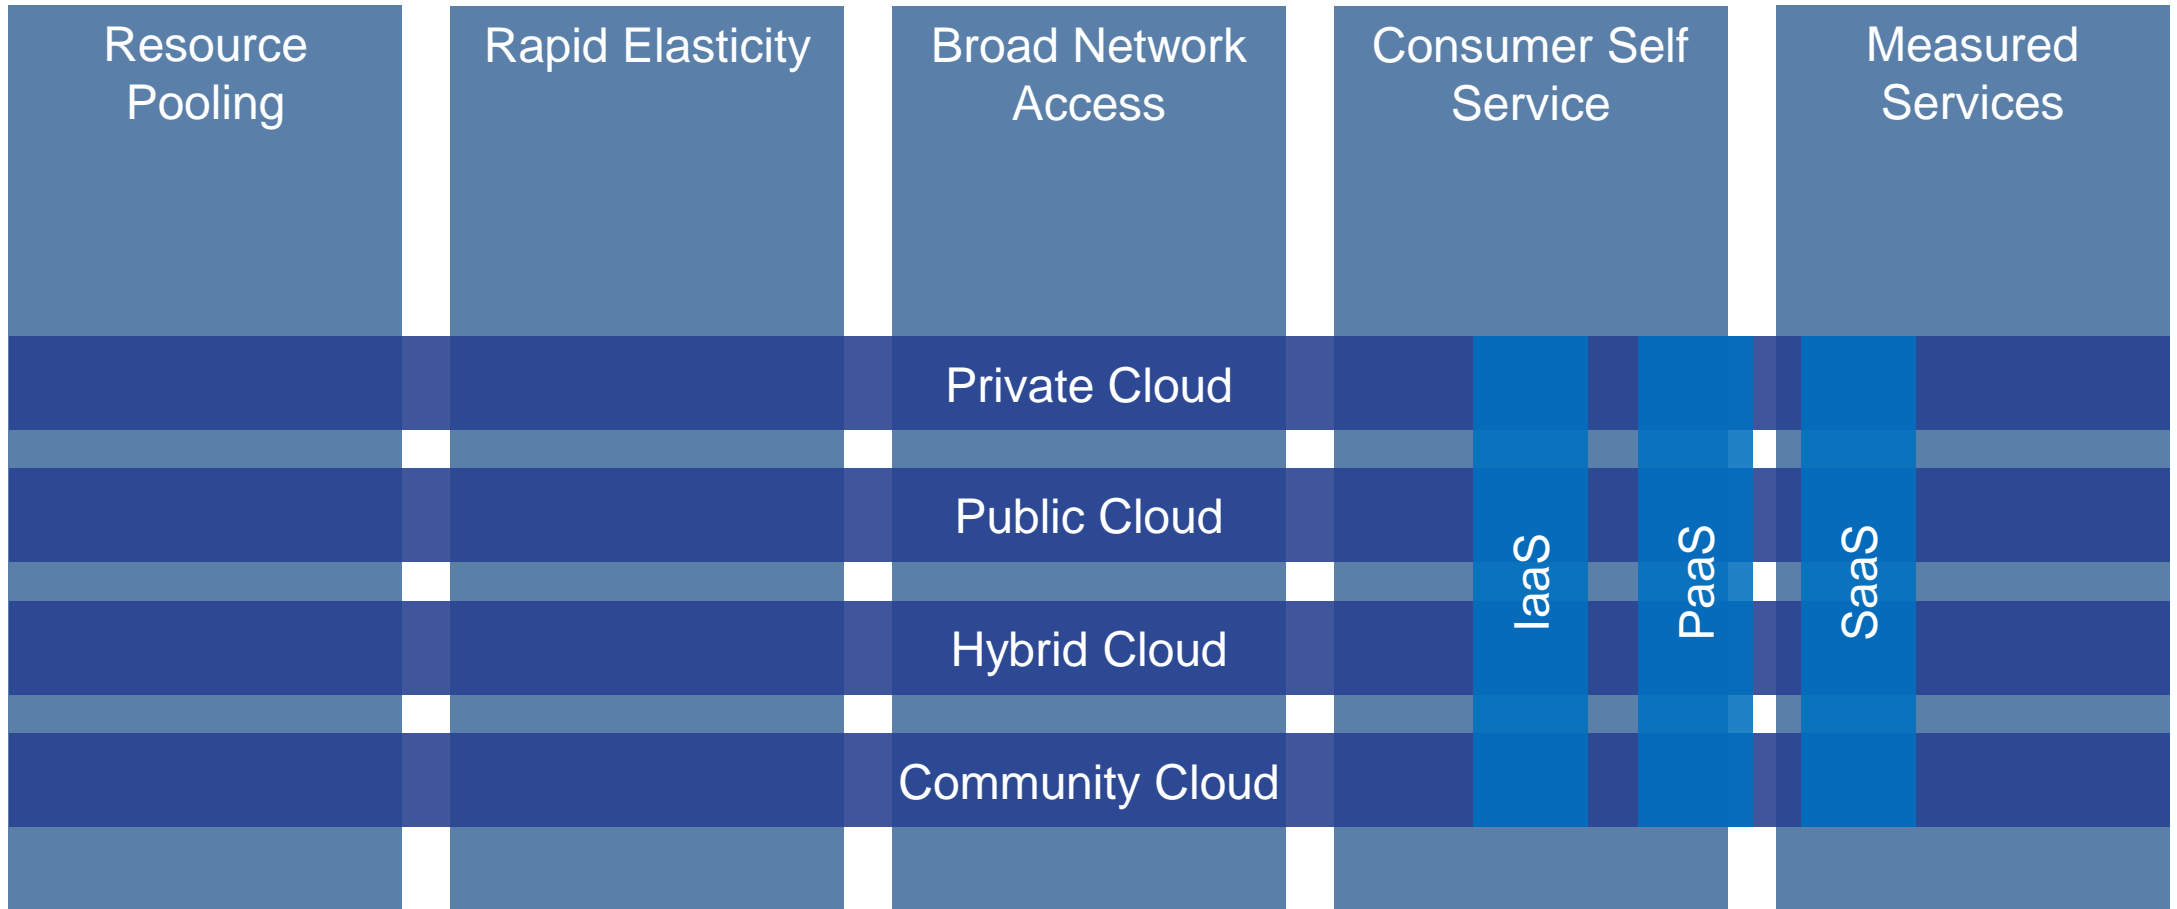 Resource
Pooling
Rapid Elasticity
Broad Network
Access
Consumer Self
Service
Measured
Services
Private Cloud
Public Cloud
Hybrid Cloud
Community Cloud
IaaS
PaaS
SaaS